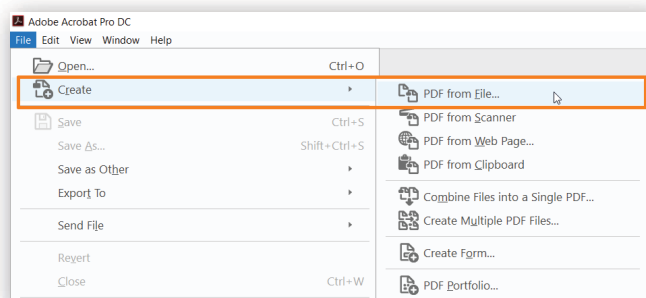 Adobe Acrobat Pro DC
File Edit View Window Help
Open... Ctrl+O
Create
PDF from File...
Save Ctrl+S
PDF from Scanner
Save As... Shift+Ctrl+S
PDF from Web Page...
Save as Other
PDF from Clipboard
Export To
Combine Files into a Single PDF...
Send File
Create Multiple PDF Files...
Revert
Create Form...
Close Ctrl+W
PDF Portfolio...